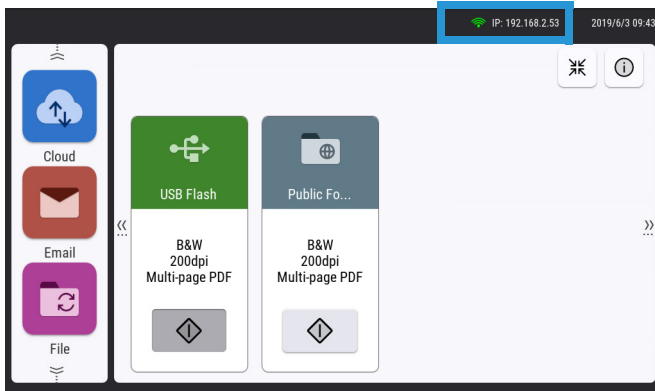 IP: 192.168.2.53 2019/6/3 09:43
Cloud
Email
File
USB Flash
B&W
200dpi
Multi-page PDF
Public Fo...
B&W
200dpi
Multi-page PDF